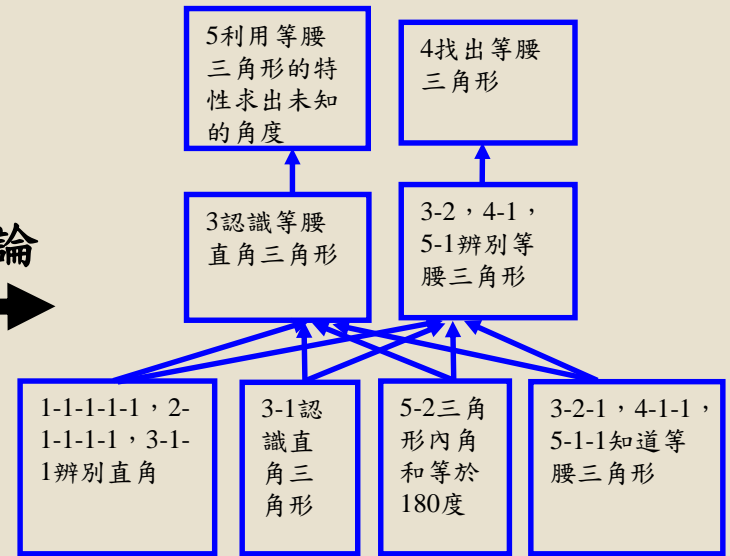 5利用等腰
三角形的特
性求出未知
的角度
4找出等腰
三角形
論
3認識等腰
直角三角形
3-2，4-1，
5-1辨別等
腰三角形
1-1-1-1-1，2-
1-1-1-1，3-1-
1辨別直角
3-1認
識直
角三
角形
5-2三角
形內角
和等於
180度
3-2-1，4-1-1，
5-1-1知道等
腰三角形